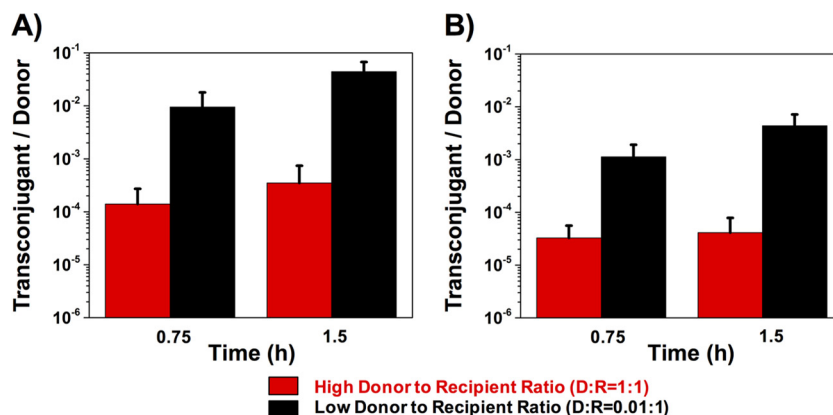 A)
B)
Transconjugant / Donor
10⁻¹
10⁻²
10⁻³
10⁻⁴
10⁻⁵
10⁻⁶
0.75
1.5
Time (h)
Transconjugant / Donor
10⁻¹
10⁻²
10⁻³
10⁻⁴
10⁻⁵
10⁻⁶
0.75
1.5
Time (h)
High Donor to Recipient Ratio (D:R=1:1)
Low Donor to Recipient Ratio (D:R=0.01:1)